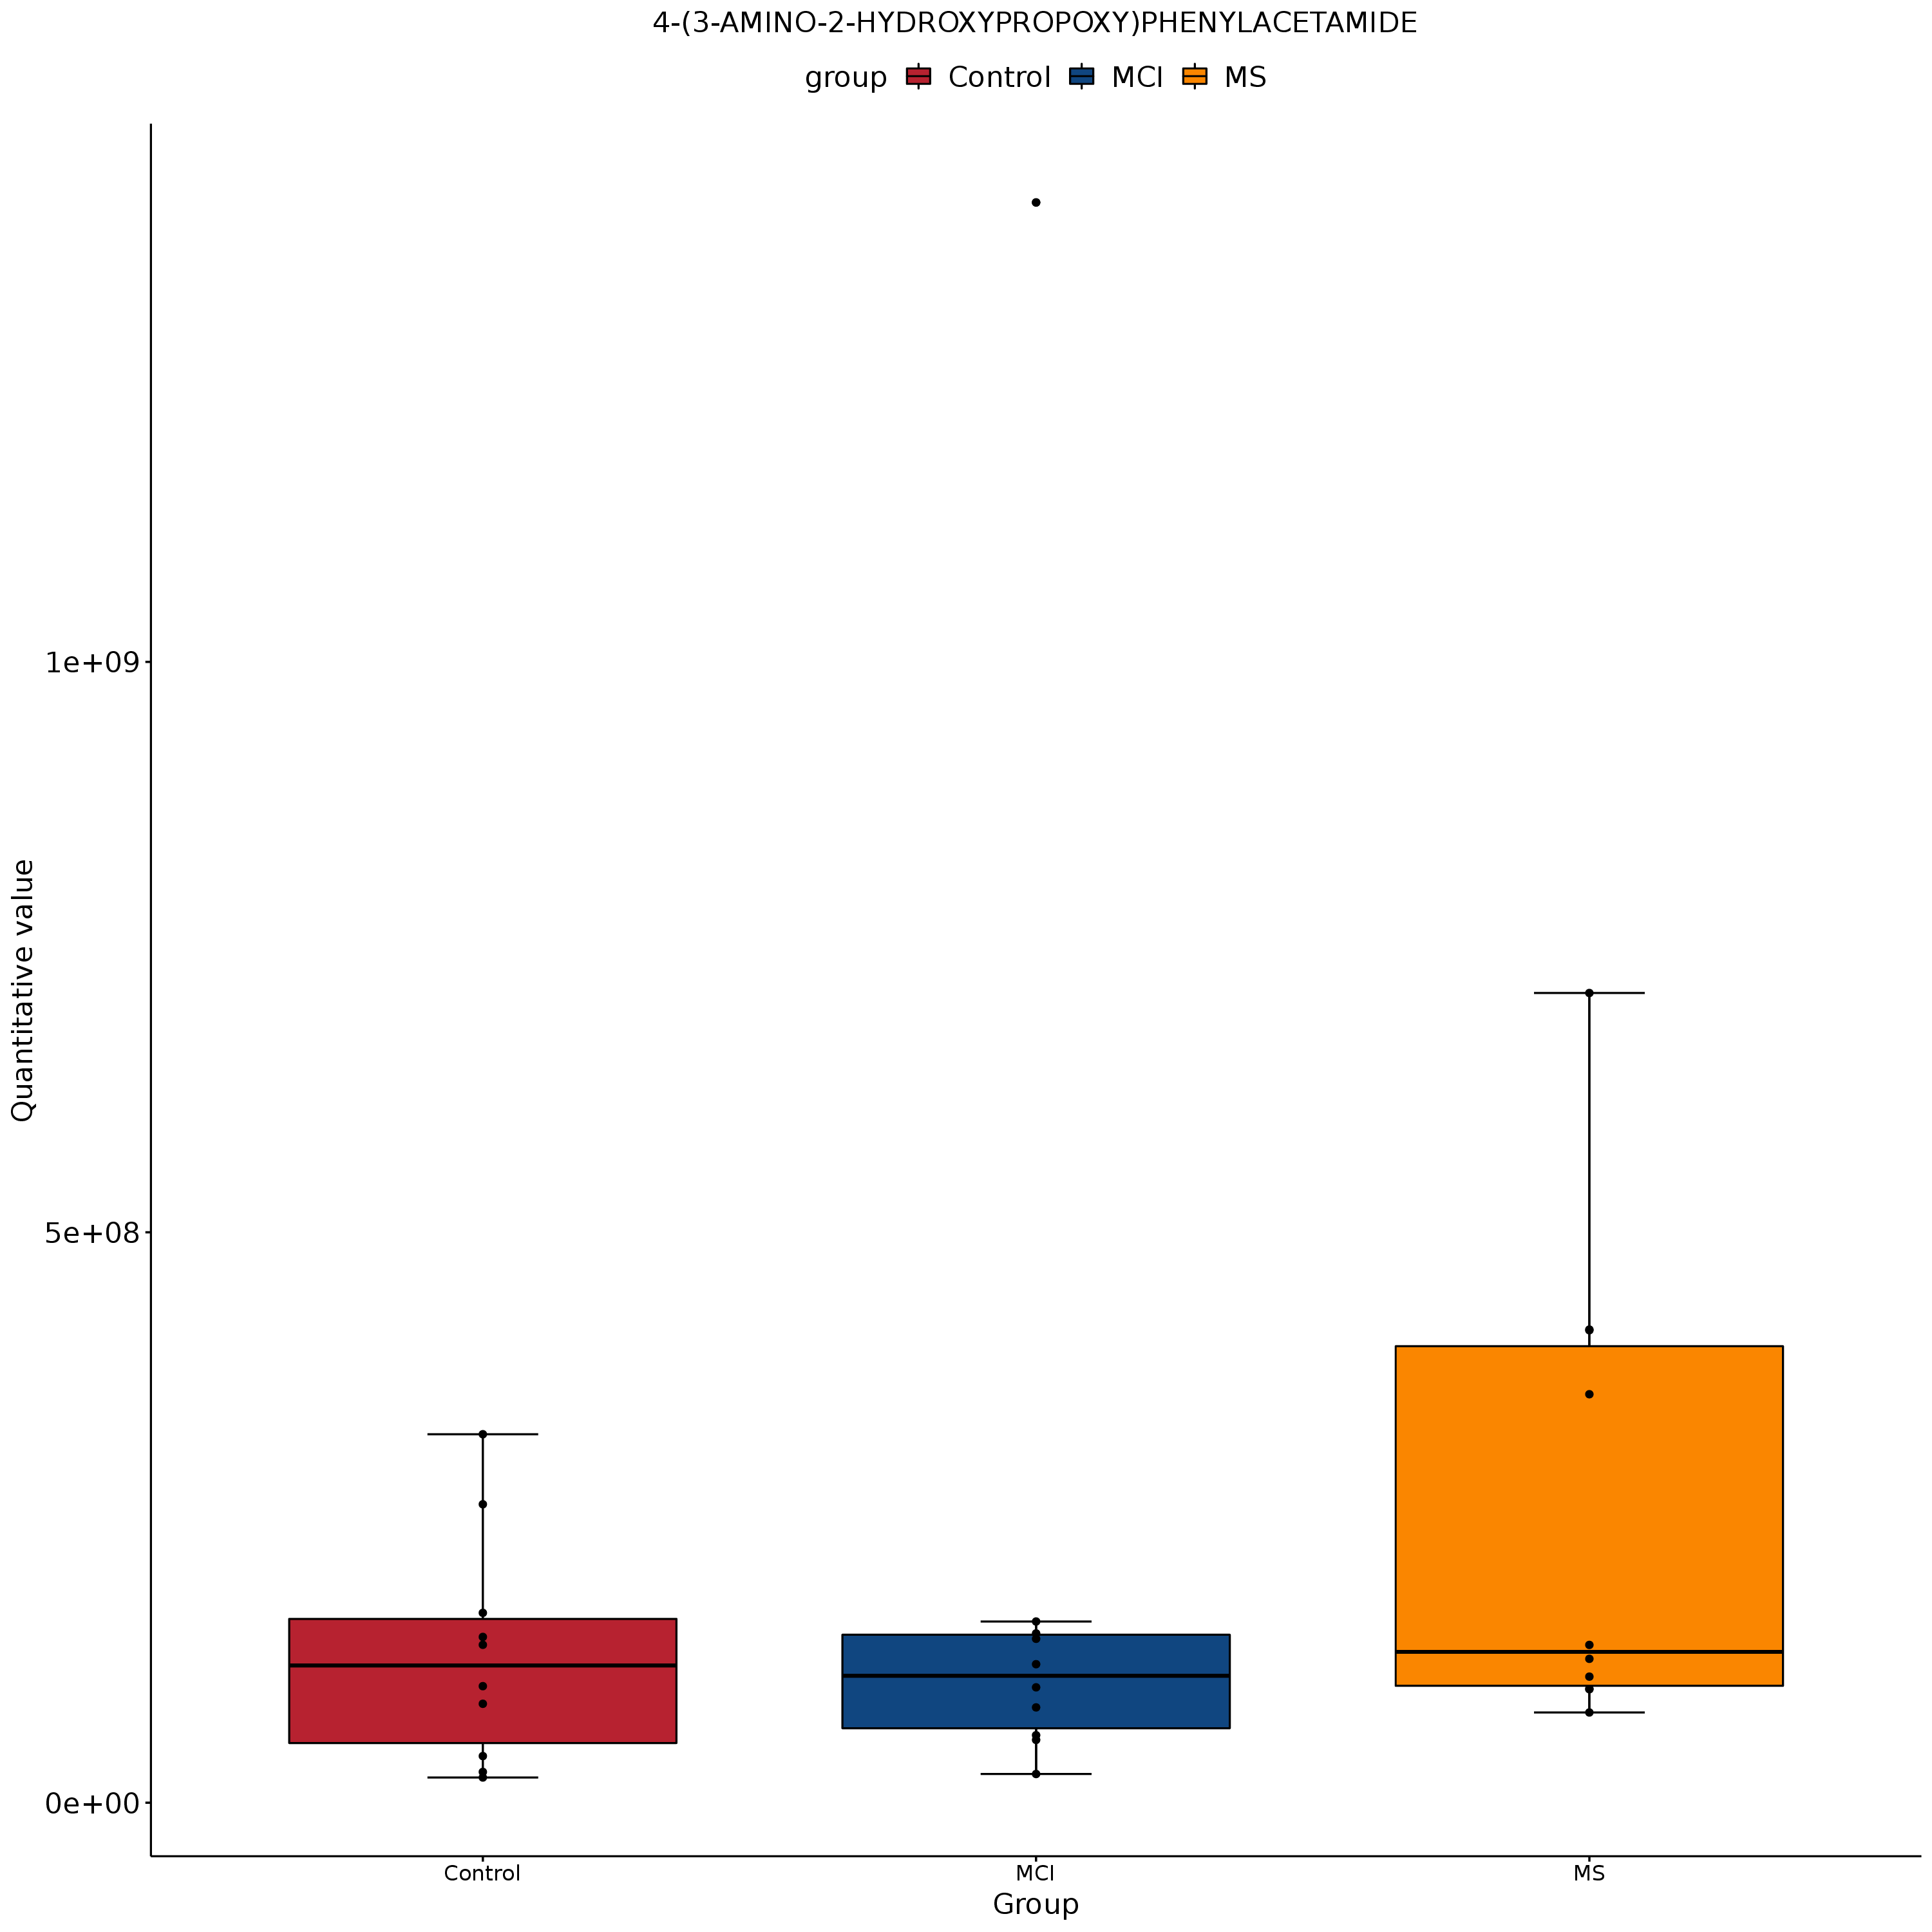 4-(3-AMINO-2-HYDROXYPROPOXY)PHENYLACETAMIDE
group Control MCI MS
Quantitative value
1e+09
5e+08
0e+00
Control MCI MS
Group